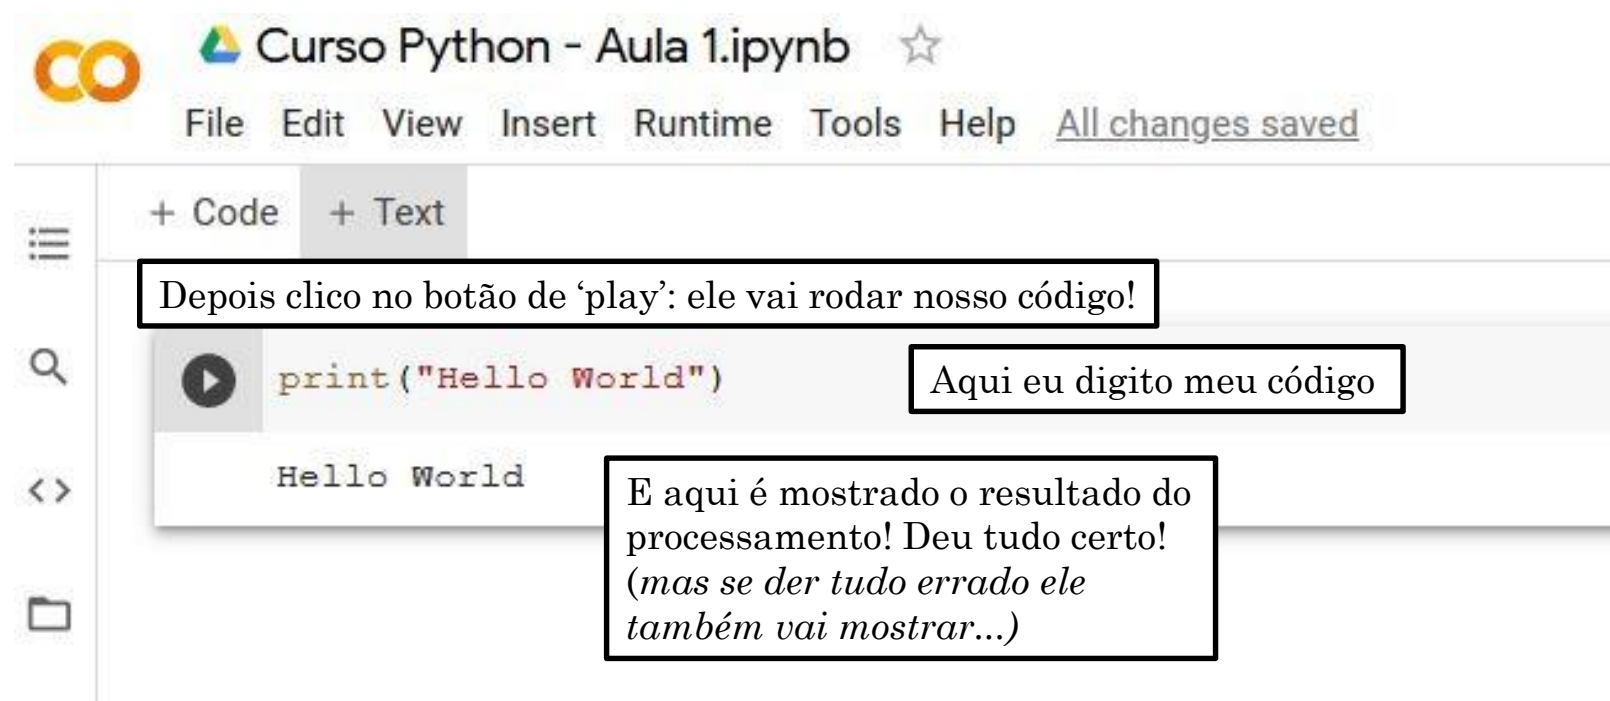 Curso Python - Aula 1.ipynb
File Edit View Insert Runtime Tools Help All changes saved
+ Code + Text
Depois clico no botão de ‘play’: ele vai rodar nosso código!
print("Hello World")
Aqui eu digito meu código
Hello World
E aqui é mostrado o resultado do
processamento! Deu tudo certo!
(mas se der tudo errado ele
também vai mostrar...)